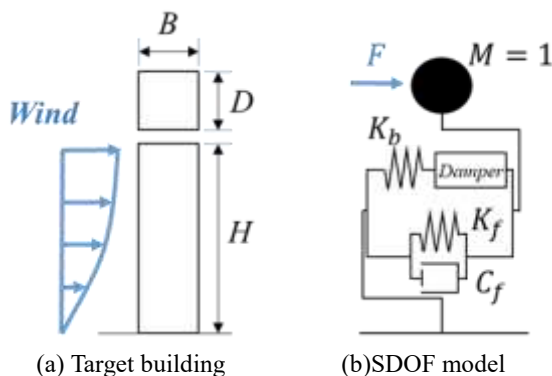 B
D
Wind
H
(a) Target building
F
M = 1
K_b
Damper
K_f
C_f
(b)SDOF model